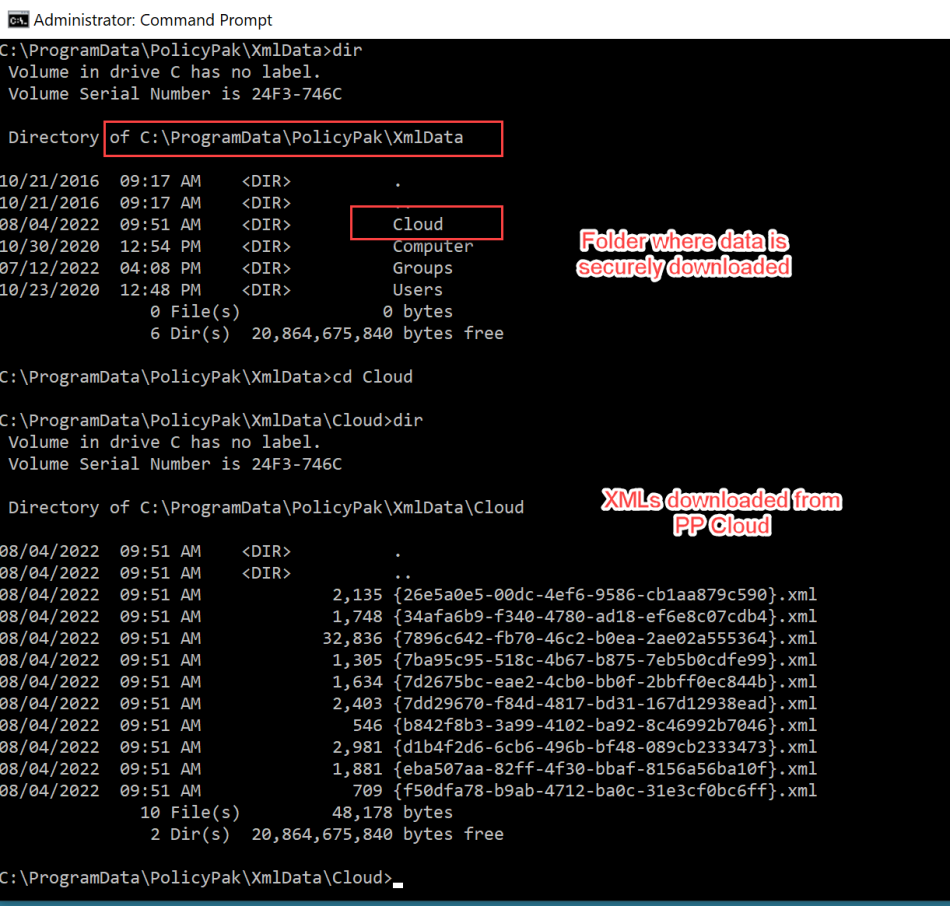 Administrator: Command Prompt
C:\ProgramData\PolicyPak\XmlData>dir
Volume in drive C has no label.
Volume Serial Number is 24F3-746C
Directory of C:\ProgramData\PolicyPak\XmlData
10/21/2016 09:17 AM <DIR> .
10/21/2016 09:17 AM <DIR> ..
08/04/2022 09:51 AM <DIR> Cloud
10/30/2020 12:54 PM <DIR> Computer
07/12/2022 04:08 PM <DIR> Groups
10/23/2020 12:48 PM <DIR> Users
0 File(s) 0 bytes
6 Dir(s) 20,864,675,840 bytes free
Folder where data is
securely downloaded
C:\ProgramData\PolicyPak\XmlData>cd Cloud
C:\ProgramData\PolicyPak\XmlData\Cloud>dir
Volume in drive C has no label.
Volume Serial Number is 24F3-746C
Directory of C:\ProgramData\PolicyPak\XmlData\Cloud
XMLs downloaded from
PP Cloud
08/04/2022 09:51 AM <DIR> .
08/04/2022 09:51 AM <DIR> ..
08/04/2022 09:51 AM 2,135 {26e5a0e5-00dc-4ef6-9586-cb1aa879c590}.xml
08/04/2022 09:51 AM 1,748 {34afa6b9-f340-4780-ad18-ef6e8c07cdb4}.xml
08/04/2022 09:51 AM 32,836 {7896c642-fb70-46c2-b0ea-2ae02a555364}.xml
08/04/2022 09:51 AM 1,305 {7ba95c95-518c-4b67-b875-7eb5b0cdfe99}.xml
08/04/2022 09:51 AM 1,634 {7d2675bc-eae2-4cb0-bb0f-2bbff0ec844b}.xml
08/04/2022 09:51 AM 2,403 {7dd29670-f84d-4817-bd31-167d12938ead}.xml
08/04/2022 09:51 AM 546 {b842f8b3-3a99-4102-ba92-8c46992b7046}.xml
08/04/2022 09:51 AM 2,981 {d1b4f2d6-6cb6-496b-bf48-089cb2333473}.xml
08/04/2022 09:51 AM 1,881 {eba507aa-82ff-4f30-bbaf-8156a56ba10f}.xml
08/04/2022 09:51 AM 709 {f50dfa78-b9ab-4712-ba0c-31e3cf0bc6ff}.xml
10 File(s) 48,178 bytes
2 Dir(s) 20,864,675,840 bytes free
C:\ProgramData\PolicyPak\XmlData\Cloud>